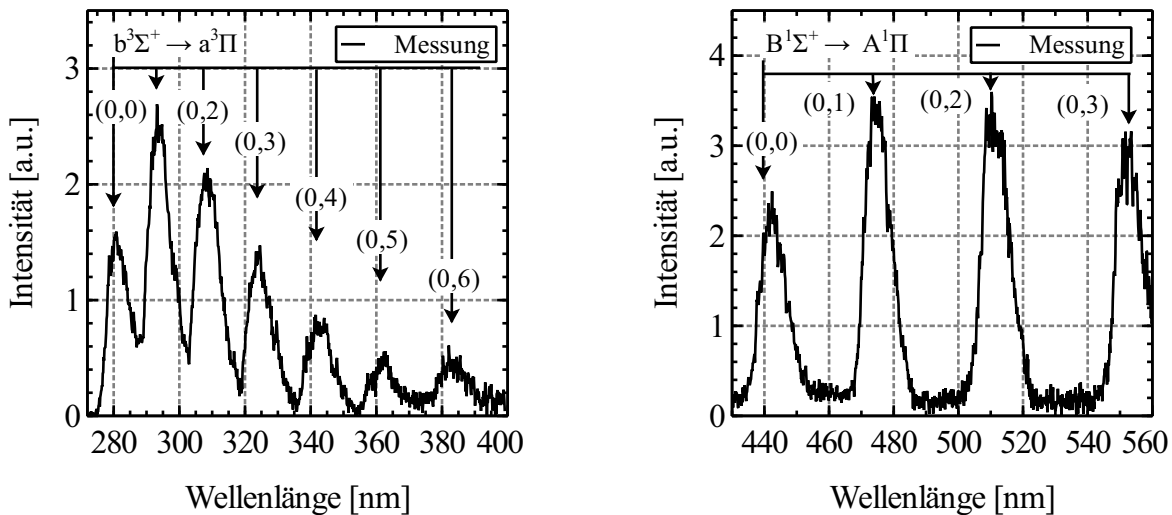 b³Σ⁺ → a³Π
Messung
(0,0)
(0,2)
(0,3)
(0,4)
(0,5)
(0,6)
3
2
1
0
280 300 320 340 360 380 400
Intensität [a.u.]
Wellenlänge [nm]
B¹Σ⁺ → A¹Π
Messung
(0,0)
(0,1)
(0,2)
(0,3)
4
3
2
1
0
440 460 480 500 520 540 560
Intensität [a.u.]
Wellenlänge [nm]